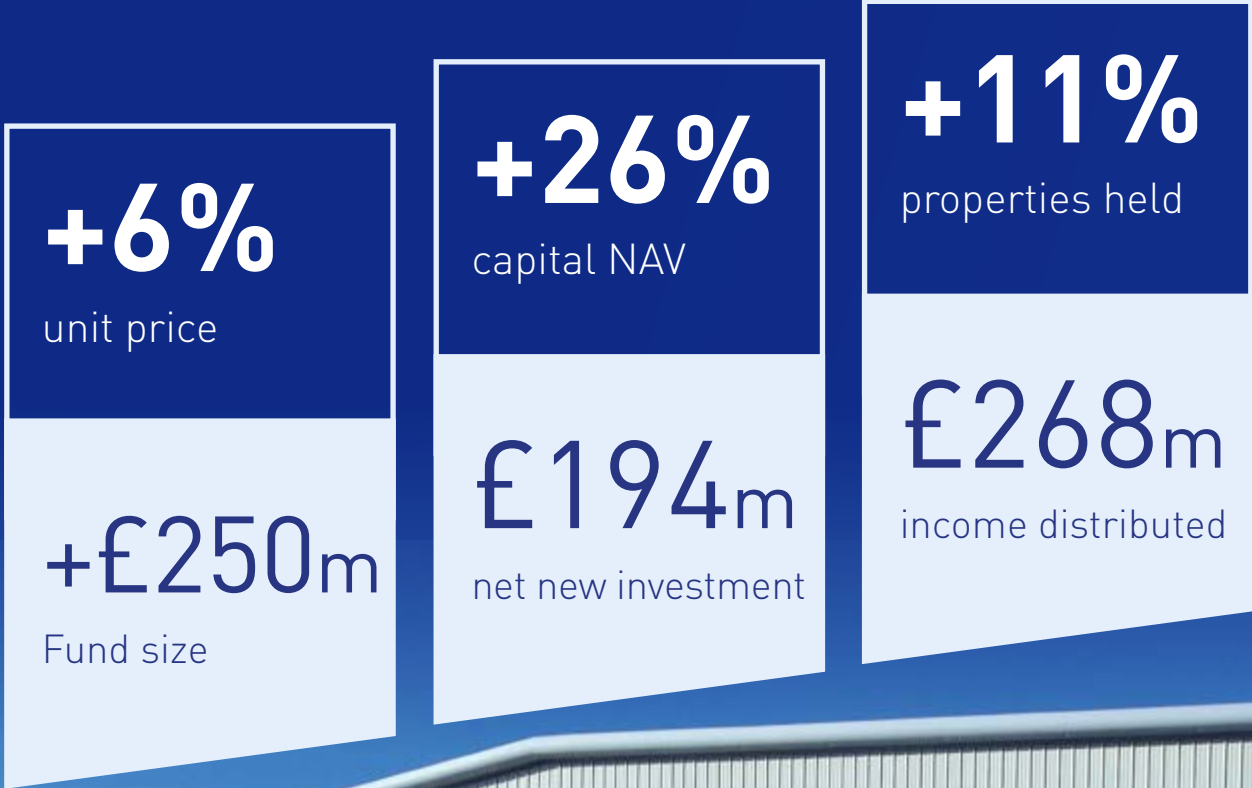 +6%
unit price
+£250m
Fund size
+26%
capital NAV
£194m
net new investment
+11%
properties held
£268m
income distributed